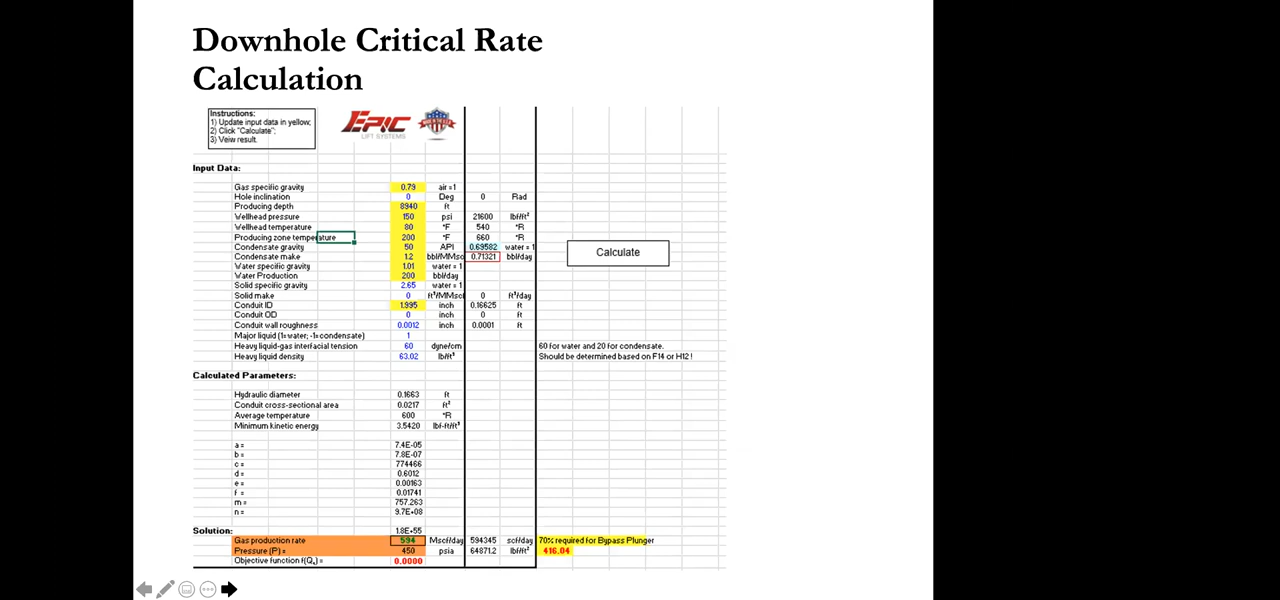 Downhole Critical Rate
Calculation
Instructions:
1) Update input data in yellow;
2) Click "Calculate";
3) Veiw result.
EPIC
LIFT SYSTEMS
Input Data:
Gas specific gravity 0.79 air =1
Hole inclination 0 Deg 0 Rad
Producing depth 8940 ft
Wellhead pressure 150 psi 21600 lbf/ft²
Wellhead temperature 80 °F 540 °R
Producing zone temperature 200 °F 660 °R
Condensate gravity 50 API 0.69582 water = 1
Condensate make 1.2 bbl/MMsc 0.71321 bbl/day
Water specific gravity 1.01 water = 1
Water Production 200 bbl/day
Solid specific gravity 2.65 water = 1
Solid make 0 ft³/MMscf 0 ft³/day
Conduit ID 1.995 inch 0.16625 ft
Conduit OD 0 inch 0 ft
Conduit wall roughness 0.0012 inch 0.0001 ft
Major liquid (1=water; -1=condensate) 1
Heavy liquid-gas interfacial tension 60 dyne/cm 60 for water and 20 for condensate.
Heavy liquid density 63.02 lb/ft³ Should be determined based on F14 or H12 !
Calculate
Calculated Parameters:
Hydraulic diameter 0.1663 ft
Conduit cross-sectional area 0.0217 ft²
Average temperature 600 °R
Minimum kinetic energy 3.5420 lbf-ft/ft³
a = 7.4E-05
b = 7.8E-07
c = 774466
d = 0.6012
e = 0.00163
f = 0.01741
m = 757.263
n = 9.7E+08
Solution: 1.8E+55
Gas production rate 594 Mscf/day 594345 scf/day 70% required for Bypass Plunger
Pressure (P) = 450 psia 64871.2 lbf/ft² 416.04
Objective function f(Qg) = 0.0000